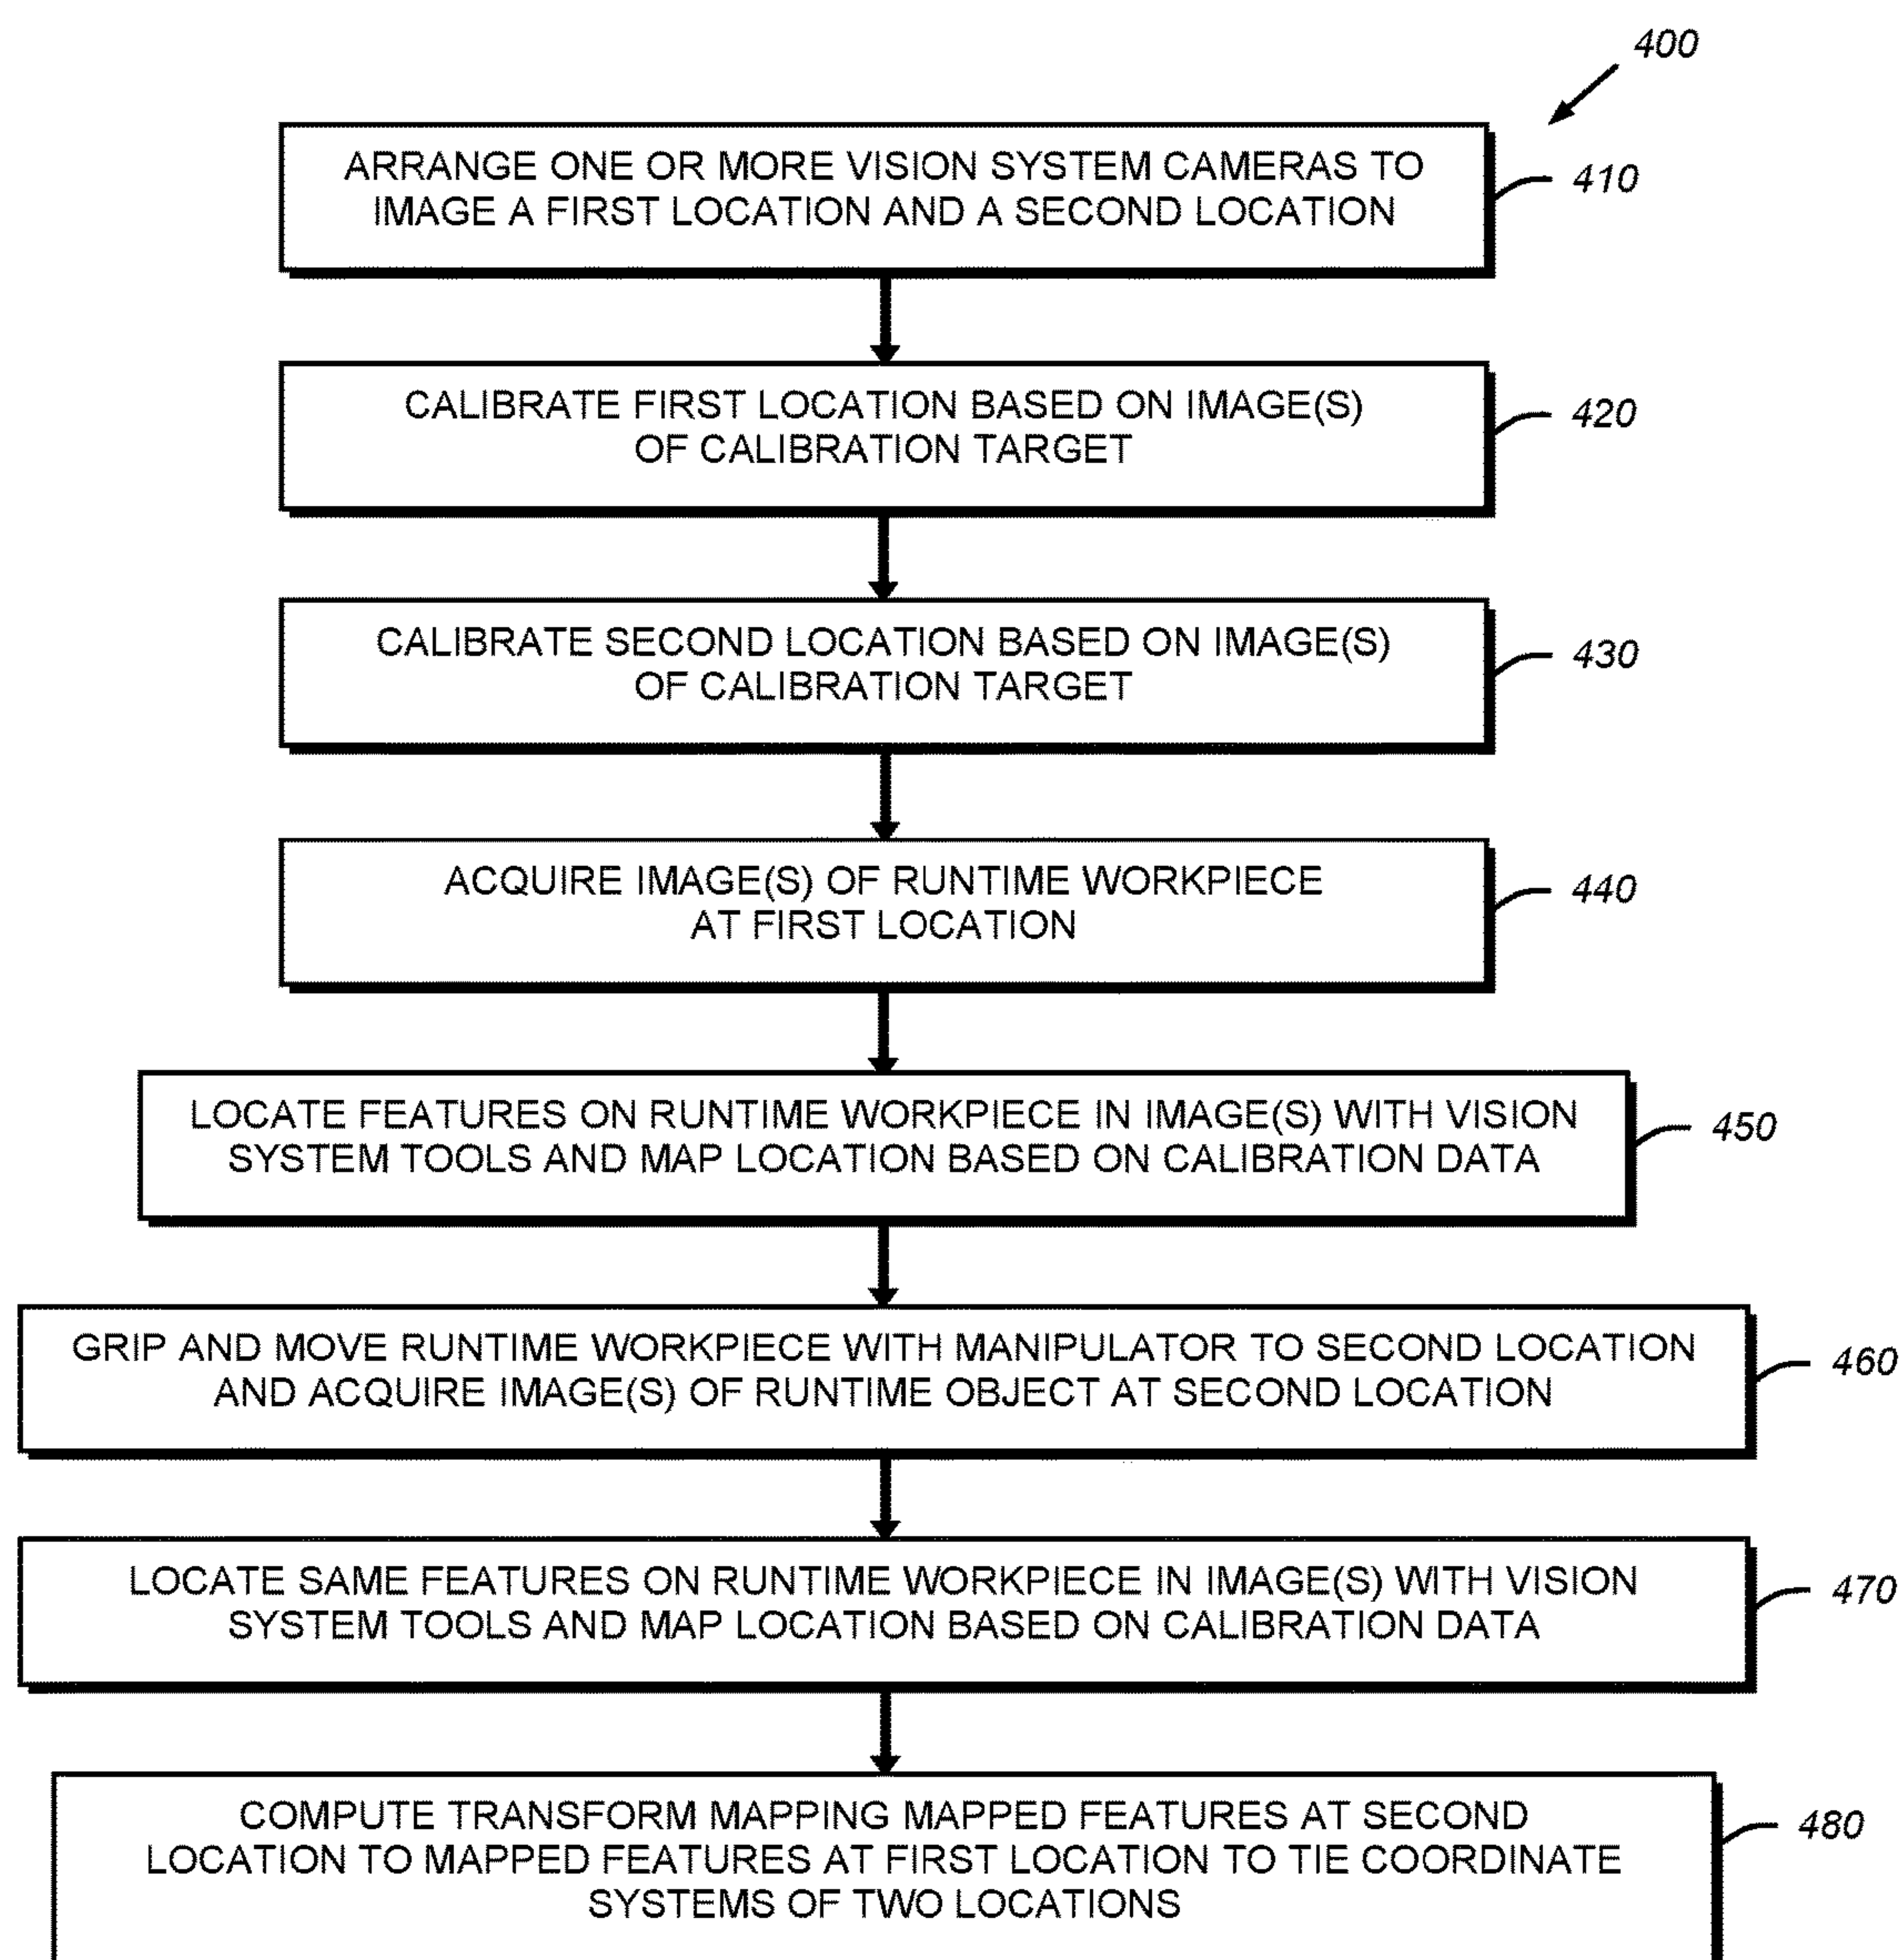 400
ARRANGE ONE OR MORE VISION SYSTEM CAMERAS TO
IMAGE A FIRST LOCATION AND A SECOND LOCATION
410
CALIBRATE FIRST LOCATION BASED ON IMAGE(S)
OF CALIBRATION TARGET
420
CALIBRATE SECOND LOCATION BASED ON IMAGE(S)
OF CALIBRATION TARGET
430
ACQUIRE IMAGE(S) OF RUNTIME WORKPIECE
AT FIRST LOCATION
440
LOCATE FEATURES ON RUNTIME WORKPIECE IN IMAGE(S) WITH VISION
SYSTEM TOOLS AND MAP LOCATION BASED ON CALIBRATION DATA
450
GRIP AND MOVE RUNTIME WORKPIECE WITH MANIPULATOR TO SECOND LOCATION
AND ACQUIRE IMAGE(S) OF RUNTIME OBJECT AT SECOND LOCATION
460
LOCATE SAME FEATURES ON RUNTIME WORKPIECE IN IMAGE(S) WITH VISION
SYSTEM TOOLS AND MAP LOCATION BASED ON CALIBRATION DATA
470
COMPUTE TRANSFORM MAPPING MAPPED FEATURES AT SECOND
LOCATION TO MAPPED FEATURES AT FIRST LOCATION TO TIE COORDINATE
SYSTEMS OF TWO LOCATIONS
480